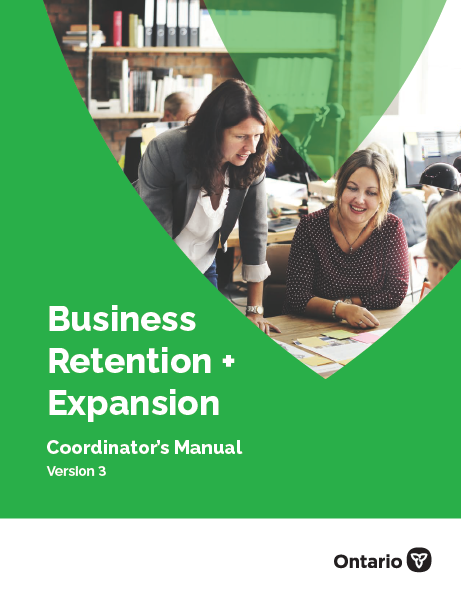 Business
Retention +
Expansion
Coordinator's Manual
Version 3
Ontario